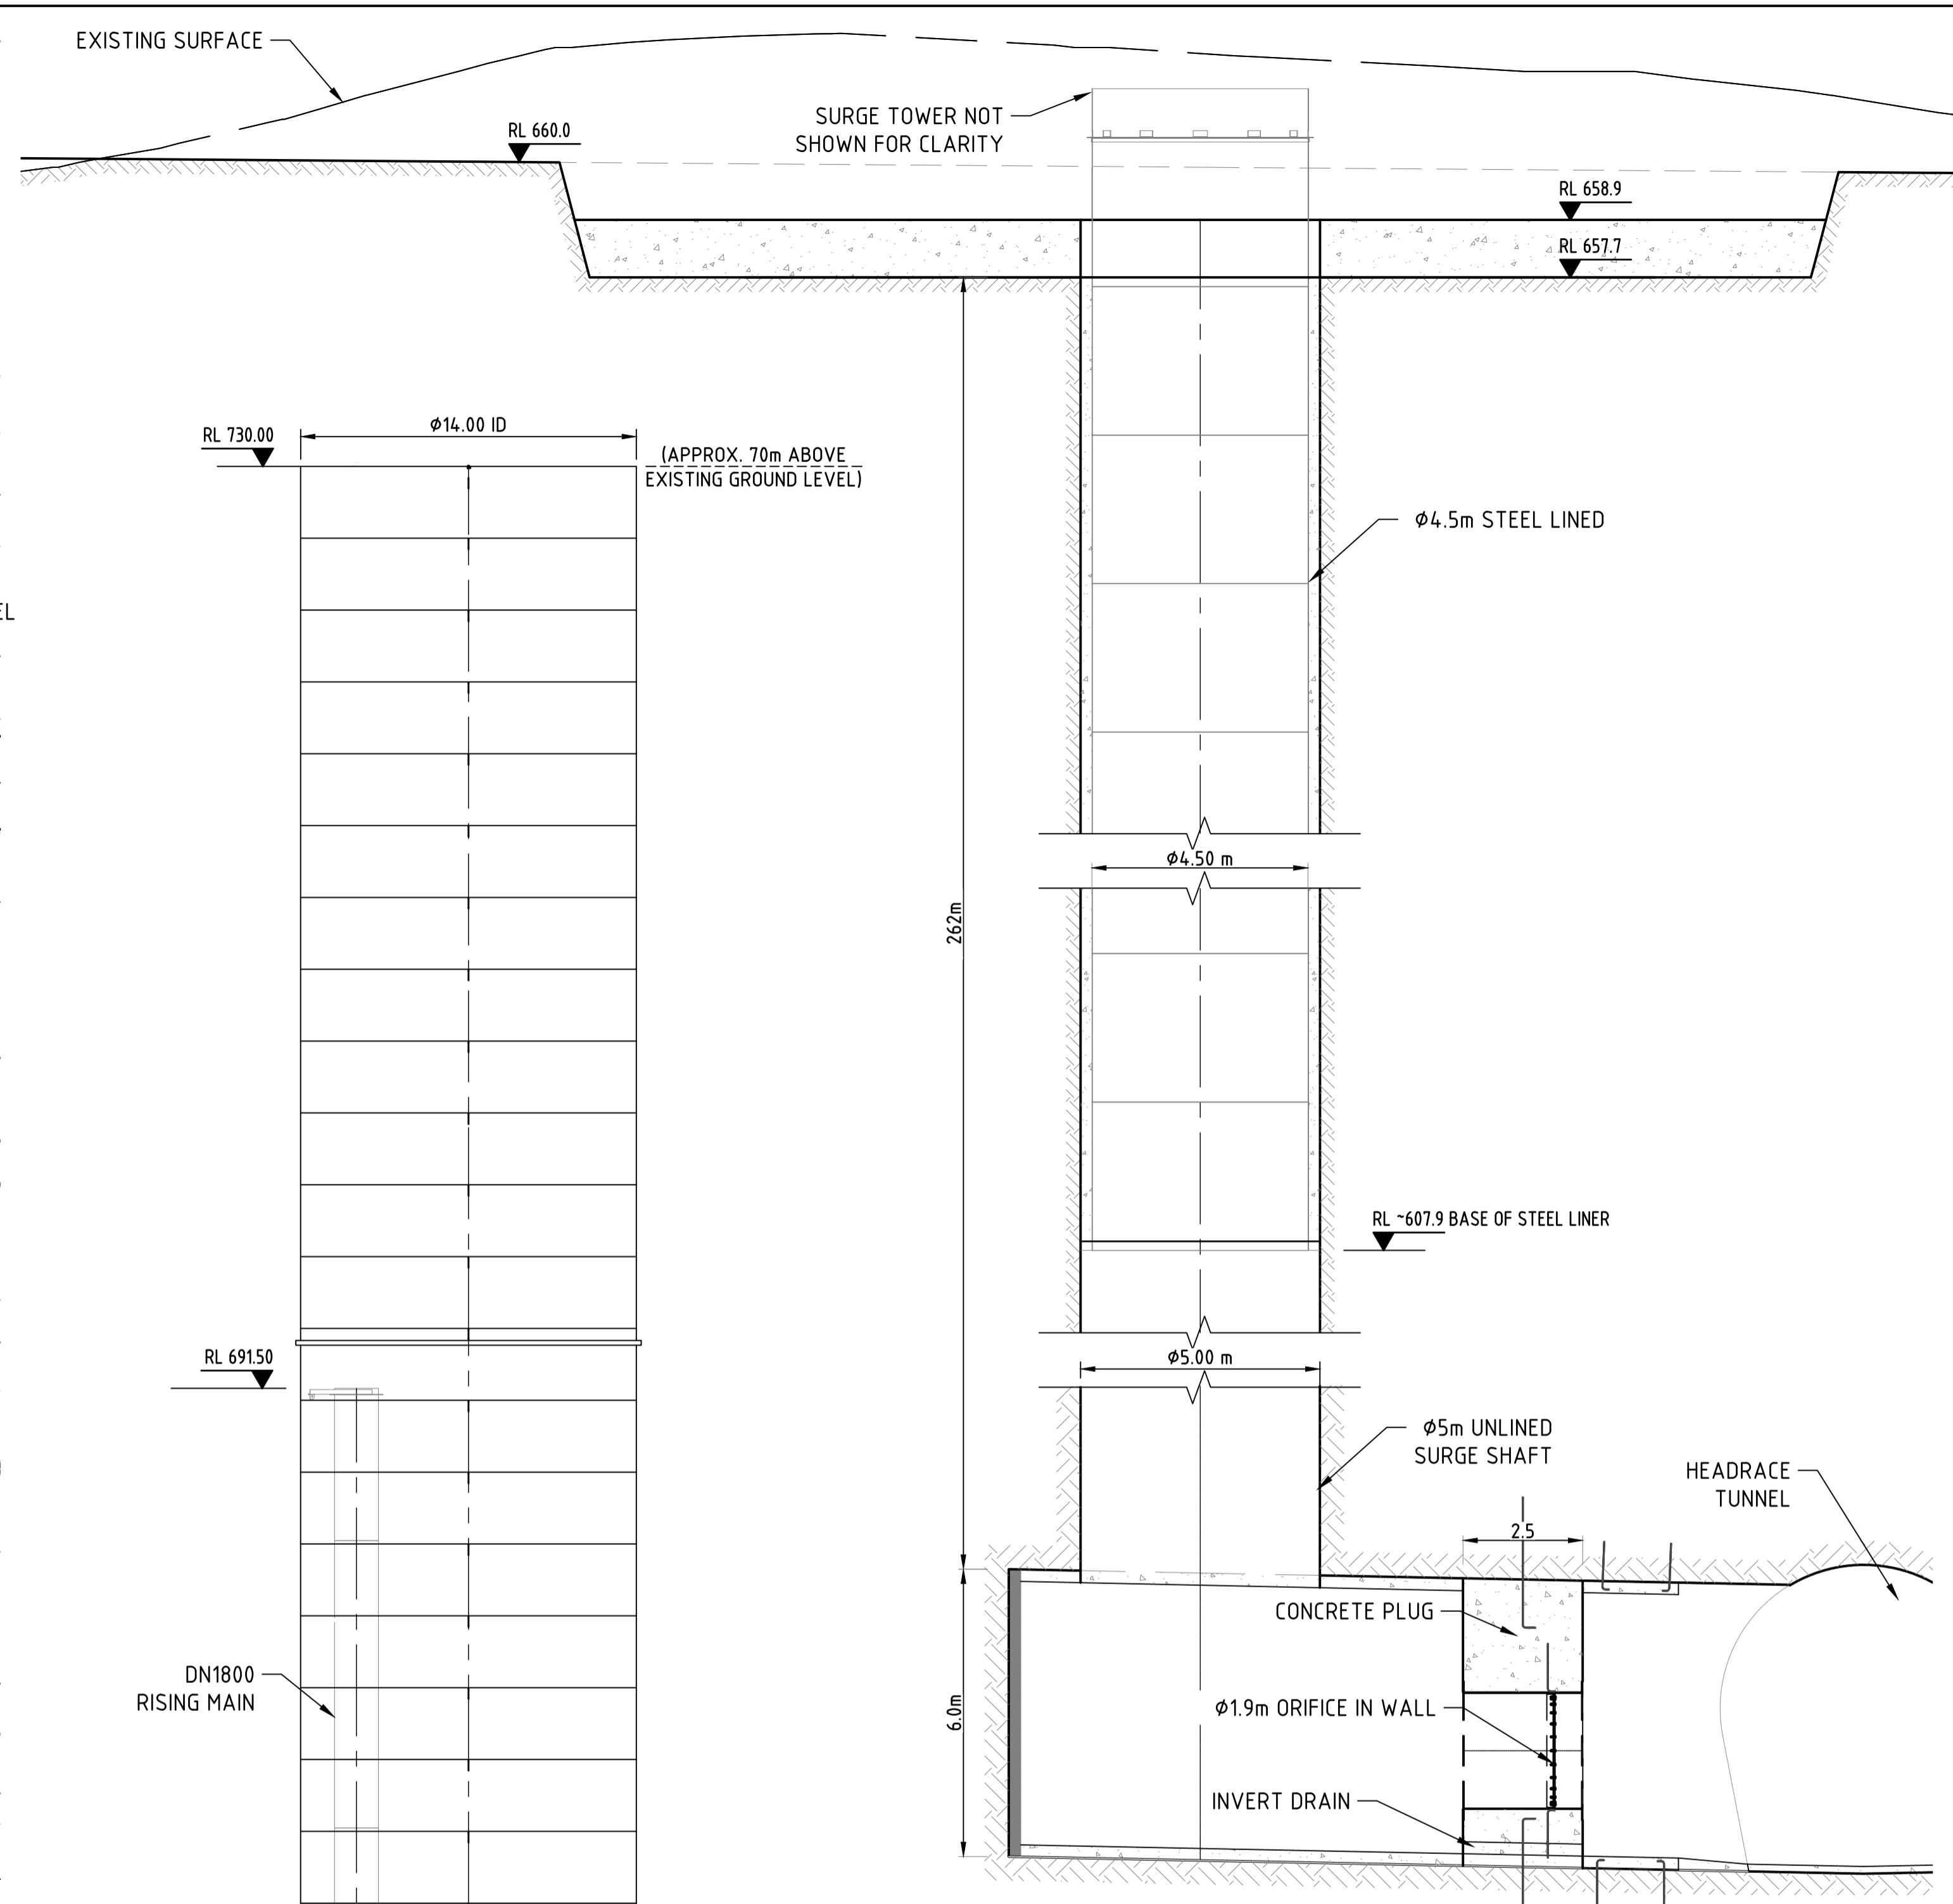 EXISTING SURFACE
SURGE TOWER NOT
SHOWN FOR CLARITY
RL 660.0
RL 658.9
RL 657.7
RL 730.00
Ø14.00 ID
(APPROX. 70m ABOVE
EXISTING GROUND LEVEL)
Ø4.5m STEEL LINED
EL
Ø4.50 m
262m
RL ~607.9 BASE OF STEEL LINER
RL 691.50
Ø5.00 m
Ø5m UNLINED
SURGE SHAFT
HEADRACE
TUNNEL
2.5
CONCRETE PLUG
DN1800
RISING MAIN
6.0m
Ø1.9m ORIFICE IN WALL
INVERT DRAIN